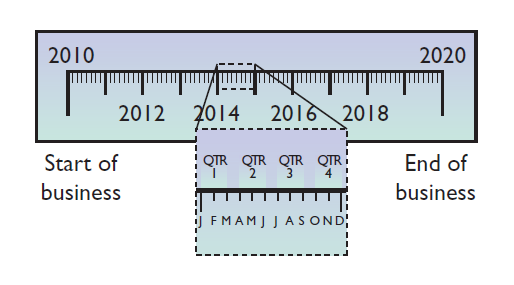 2010 2020
2012 2014 2016 2018
Start of business
End of business
QTR 1 QTR 2 QTR 3 QTR 4
J F M A M J J A S O N D